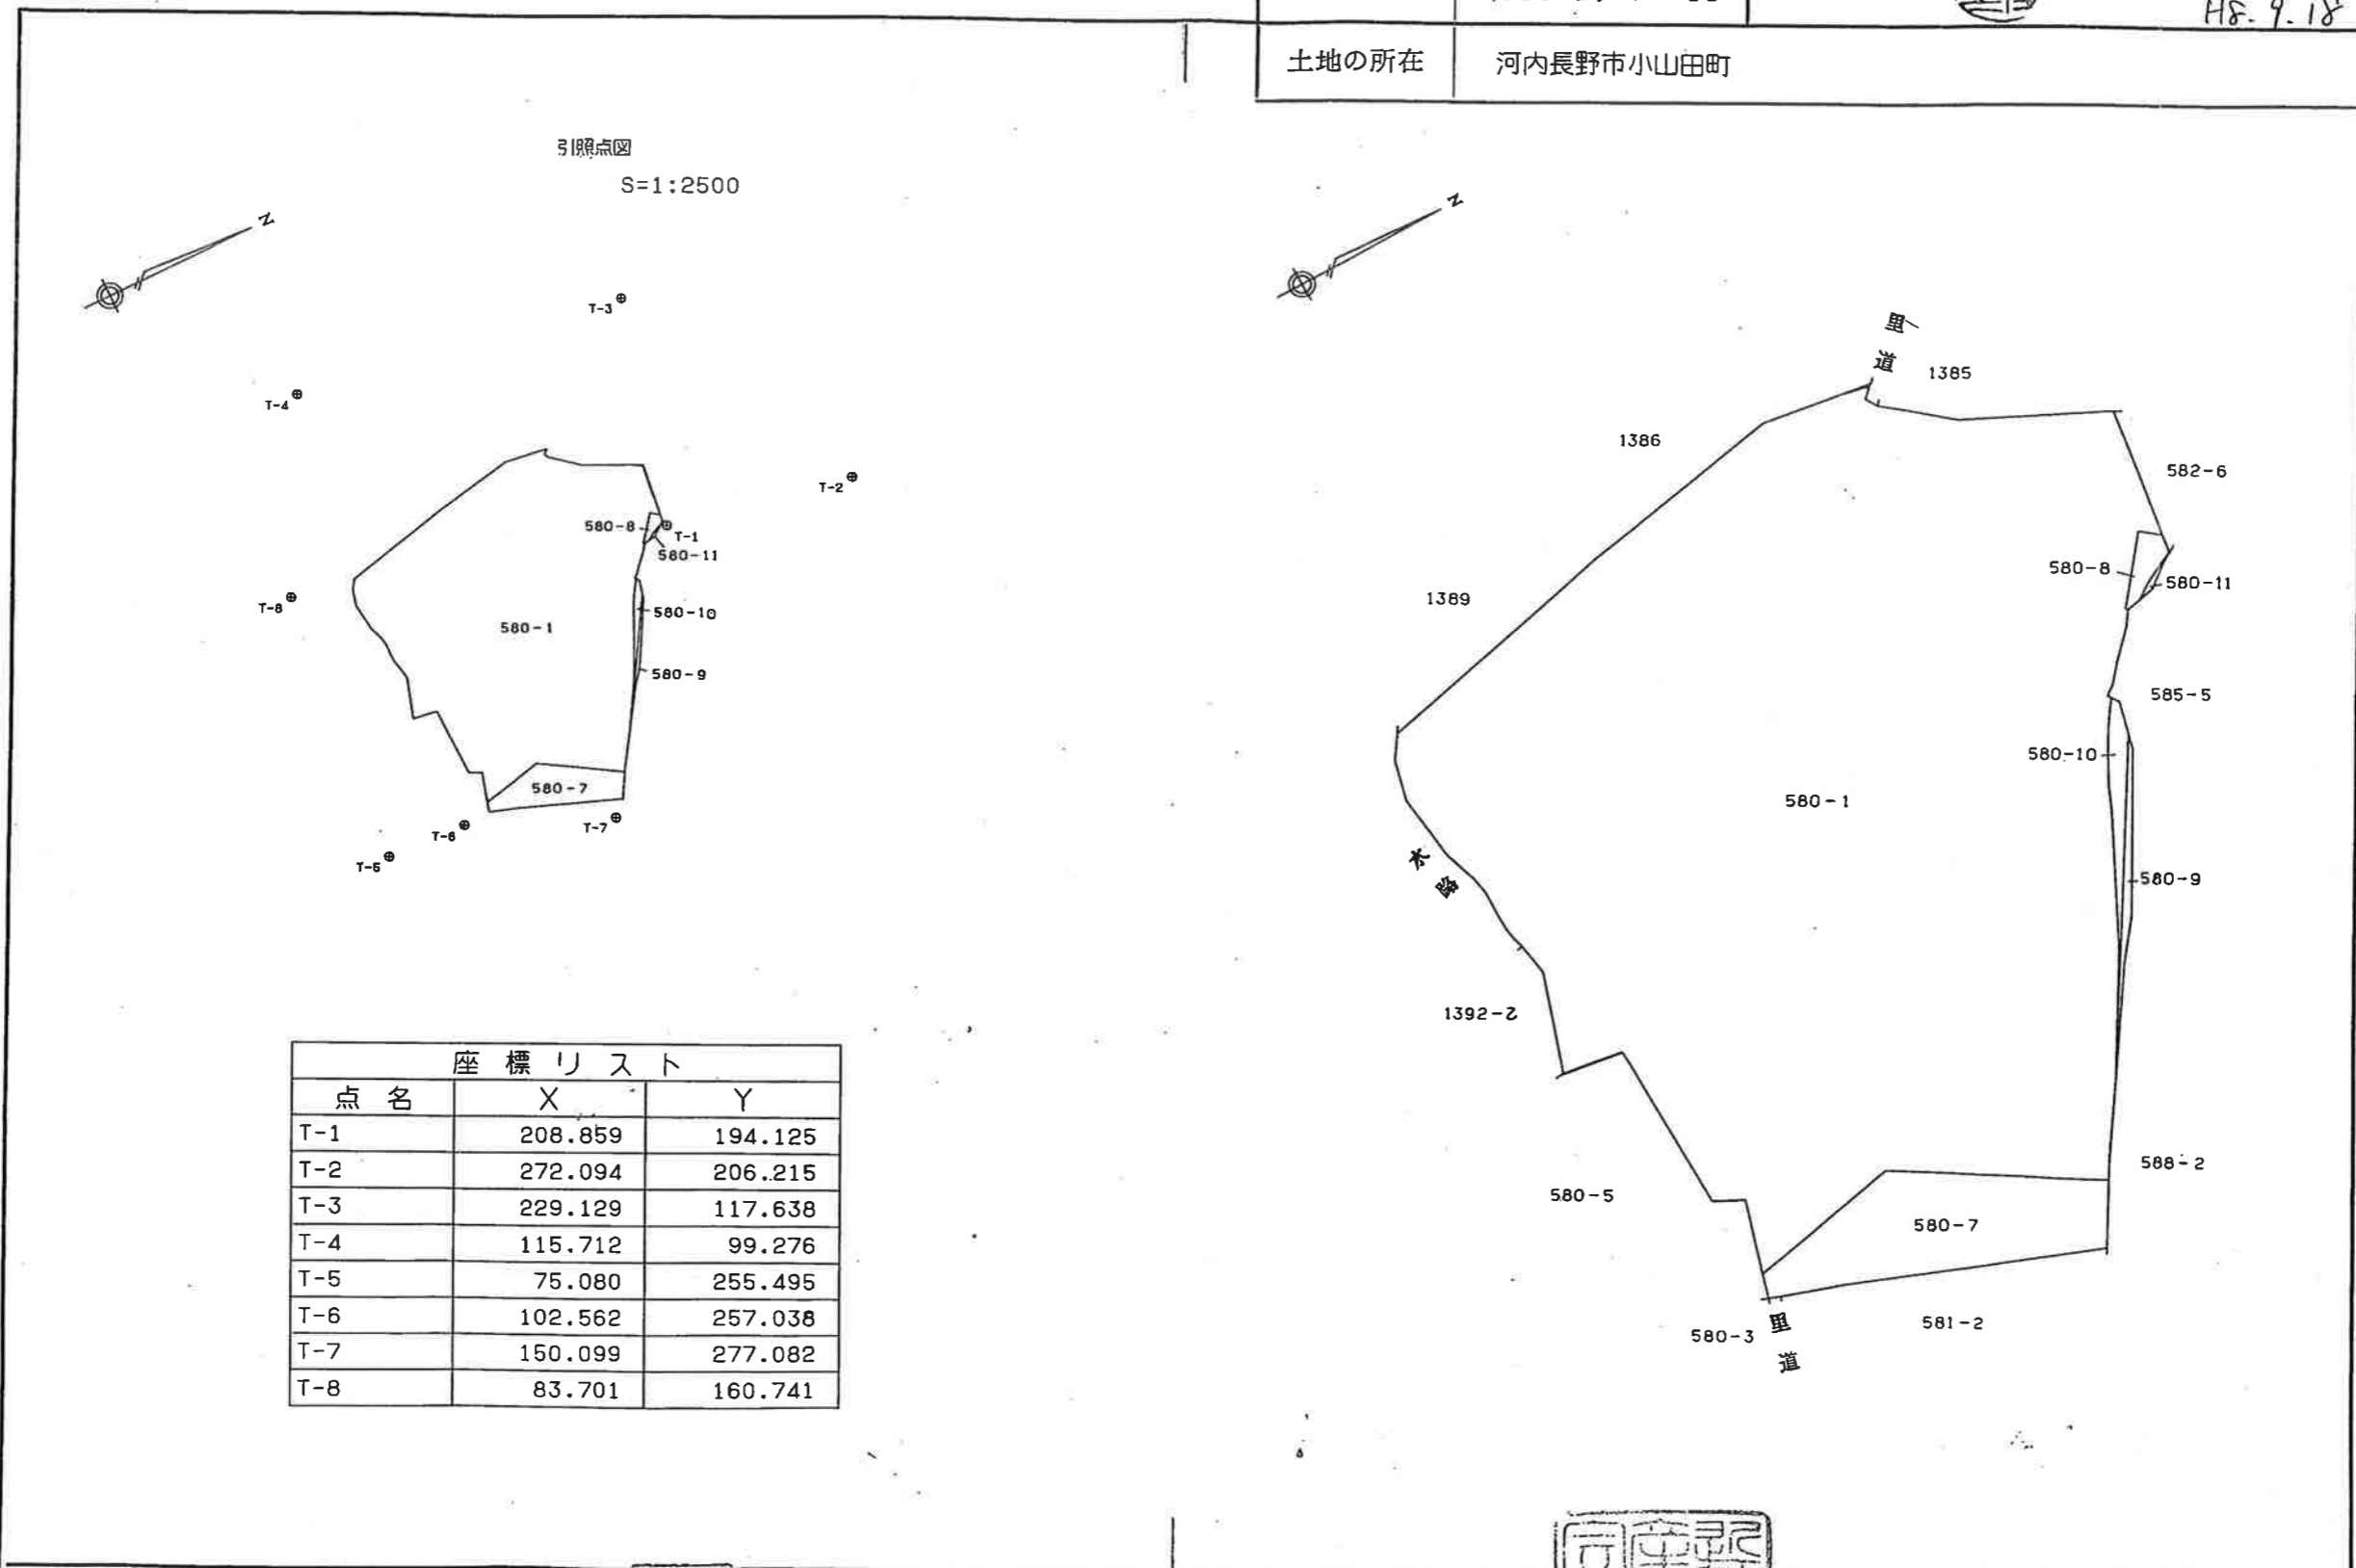 H8.9.18
土地の所在 河内長野市小山田町
引照点図
S=1:2500
N
T-3
T-4
T-2
580-8
T-1
580-11
T-8
580-10
580-1
580-9
580-7
T-6
T-7
T-5
座標リスト
点名 X Y
T-1 208.859 194.125
T-2 272.094 206.215
T-3 229.129 117.638
T-4 115.712 99.276
T-5 75.080 255.495
T-6 102.562 257.038
T-7 150.099 277.082
T-8 83.701 160.741
N
里道
1385
1386
582-6
580-8
580-11
1389
585-5
580-10
580-1
水路
580-9
1392-2
588-2
580-5
580-7
580-3
里道
581-2